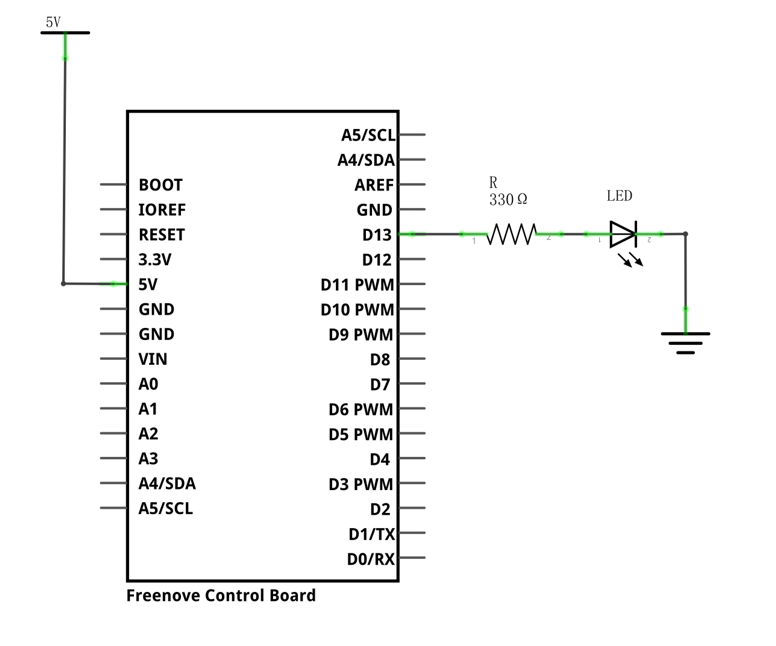 5V
A5/SCL
A4/SDA
BOOT AREF
IOREF GND
RESET D13
3.3V D12
5V D11 PWM
GND D10 PWM
GND D9 PWM
VIN D8
A0 D7
A1 D6 PWM
A2 D5 PWM
A3 D4
A4/SDA D3 PWM
A5/SCL D2
D1/TX
D0/RX
Freenove Control Board
R
330 Ω
1 2
LED
1 2